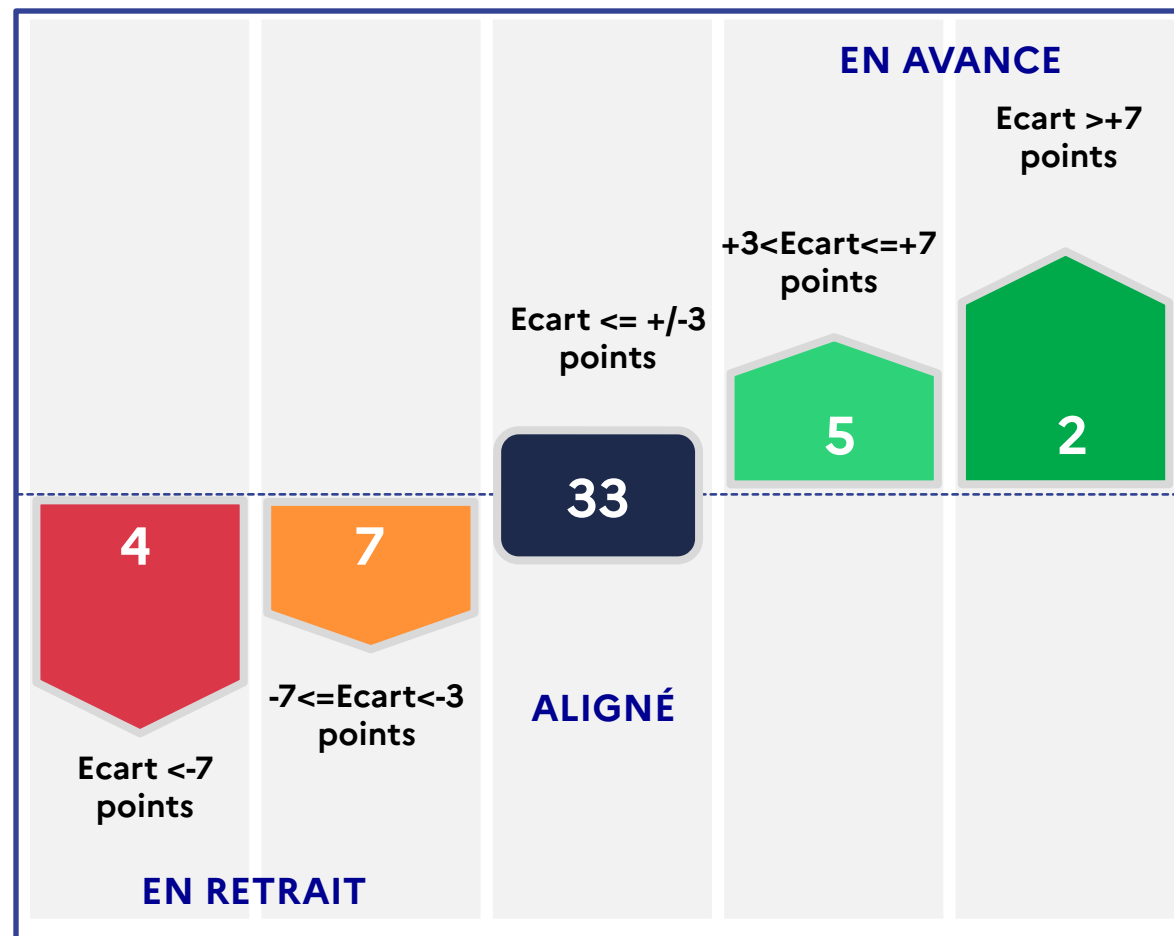 EN AVANCE
Ecart >+7
points
+3<Ecart<=+7
points
Ecart <= +/-3
points
5
2
33
4
7
-7<=Ecart<-3
points
ALIGNÉ
Ecart <-7
points
EN RETRAIT